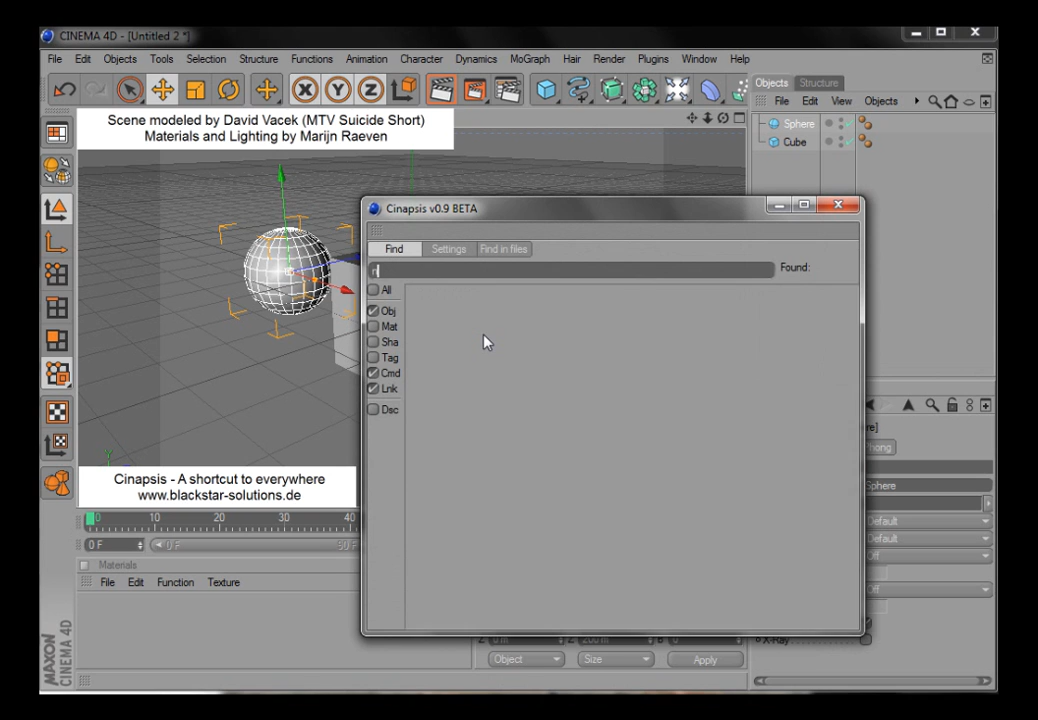 CINEMA 4D - [Untitled 2 *]
File Edit Objects Tools Selection Structure Functions Animation Character Dynamics MoGraph Hair Render Plugins Window Help
Objects Structure
File Edit View Objects
Scene modeled by David Vacek (MTV Suicide Short)
Materials and Lighting by Marijn Raeven
Sphere
Cube
Cinapsis v0.9 BETA
Find Settings Find in files
Found:
All
Obj
Mat
Sha
Tag
Cmd
Lnk
Dsc
re]
hong
Cinapsis - A shortcut to everywhere
www.blackstar-solutions.de
Sphere
Default
Default
Off
Off
0 10 20 30 40
0 F 0 F 90 F
Materials
File Edit Function Texture
X-Ray
Object Size Apply
MAXON
CINEMA 4D